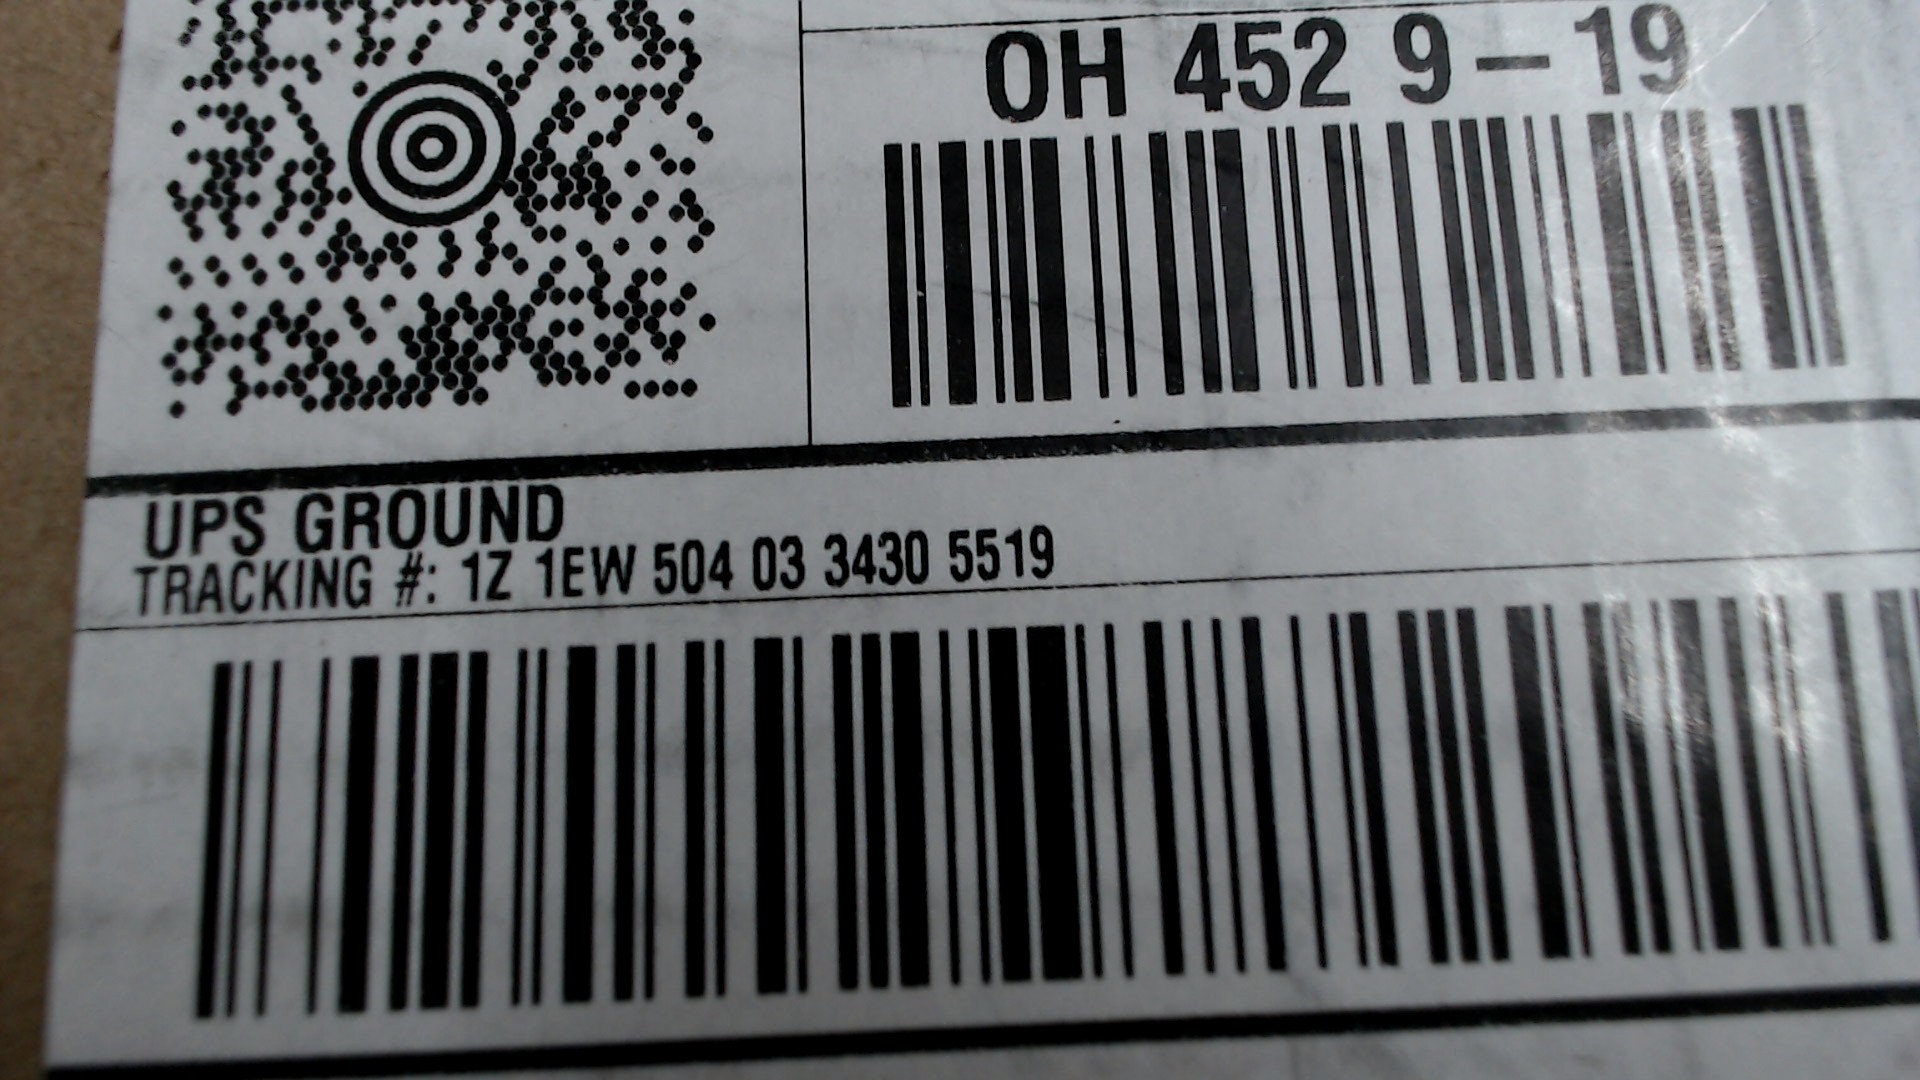 OH 452 9-19
UPS GROUND
TRACKING #: 1Z 1EW 504 03 3430 5519